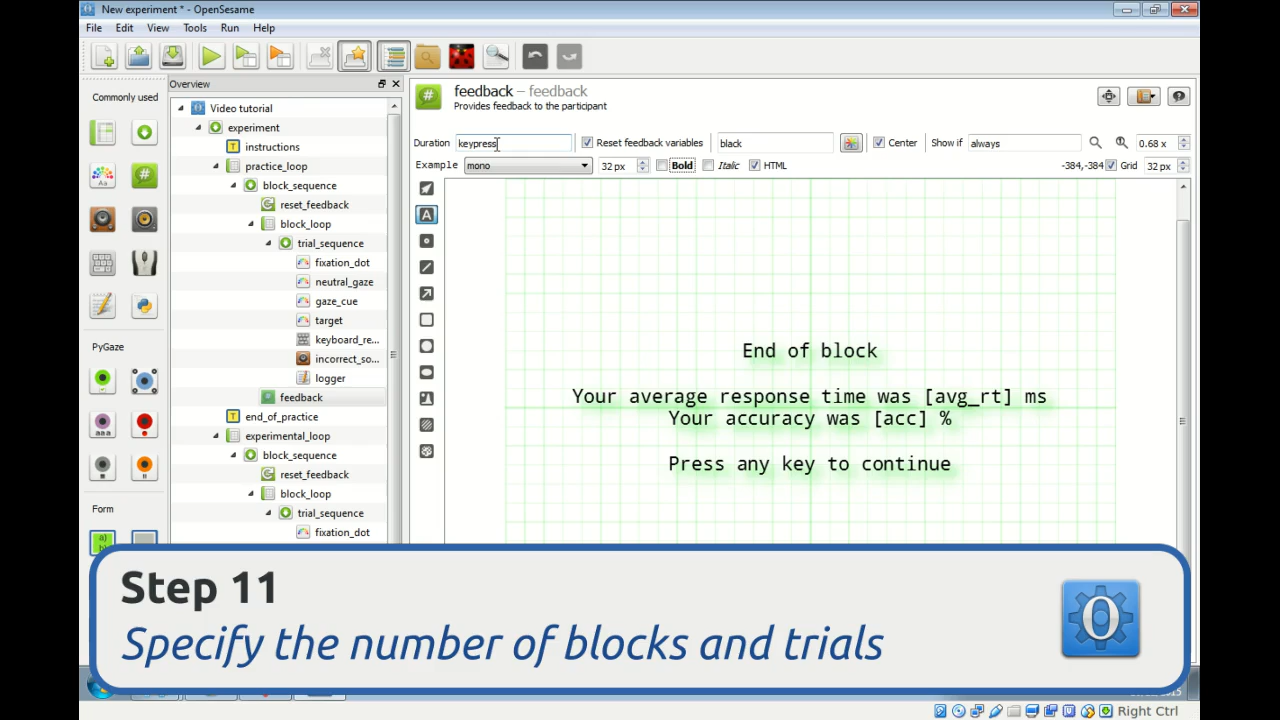 New experiment * - OpenSesame
File Edit View Tools Run Help
Commonly used
Overview
Video tutorial
experiment
instructions
practice_loop
block_sequence
reset_feedback
block_loop
trial_sequence
fixation_dot
neutral_gaze
gaze_cue
target
keyboard_re...
incorrect_so...
logger
feedback
end_of_practice
experimental_loop
block_sequence
reset_feedback
block_loop
trial_sequence
fixation_dot
PyGaze
Form
feedback – feedback
Provides feedback to the participant
Duration keypress Reset feedback variables black Center Show if always 0.68 x
Example mono 32 px Bold Italic HTML -384,-384 Grid 32 px
End of block
Your average response time was [avg_rt] ms
Your accuracy was [acc] %
Press any key to continue
Step 11
Specify the number of blocks and trials
Right Ctrl